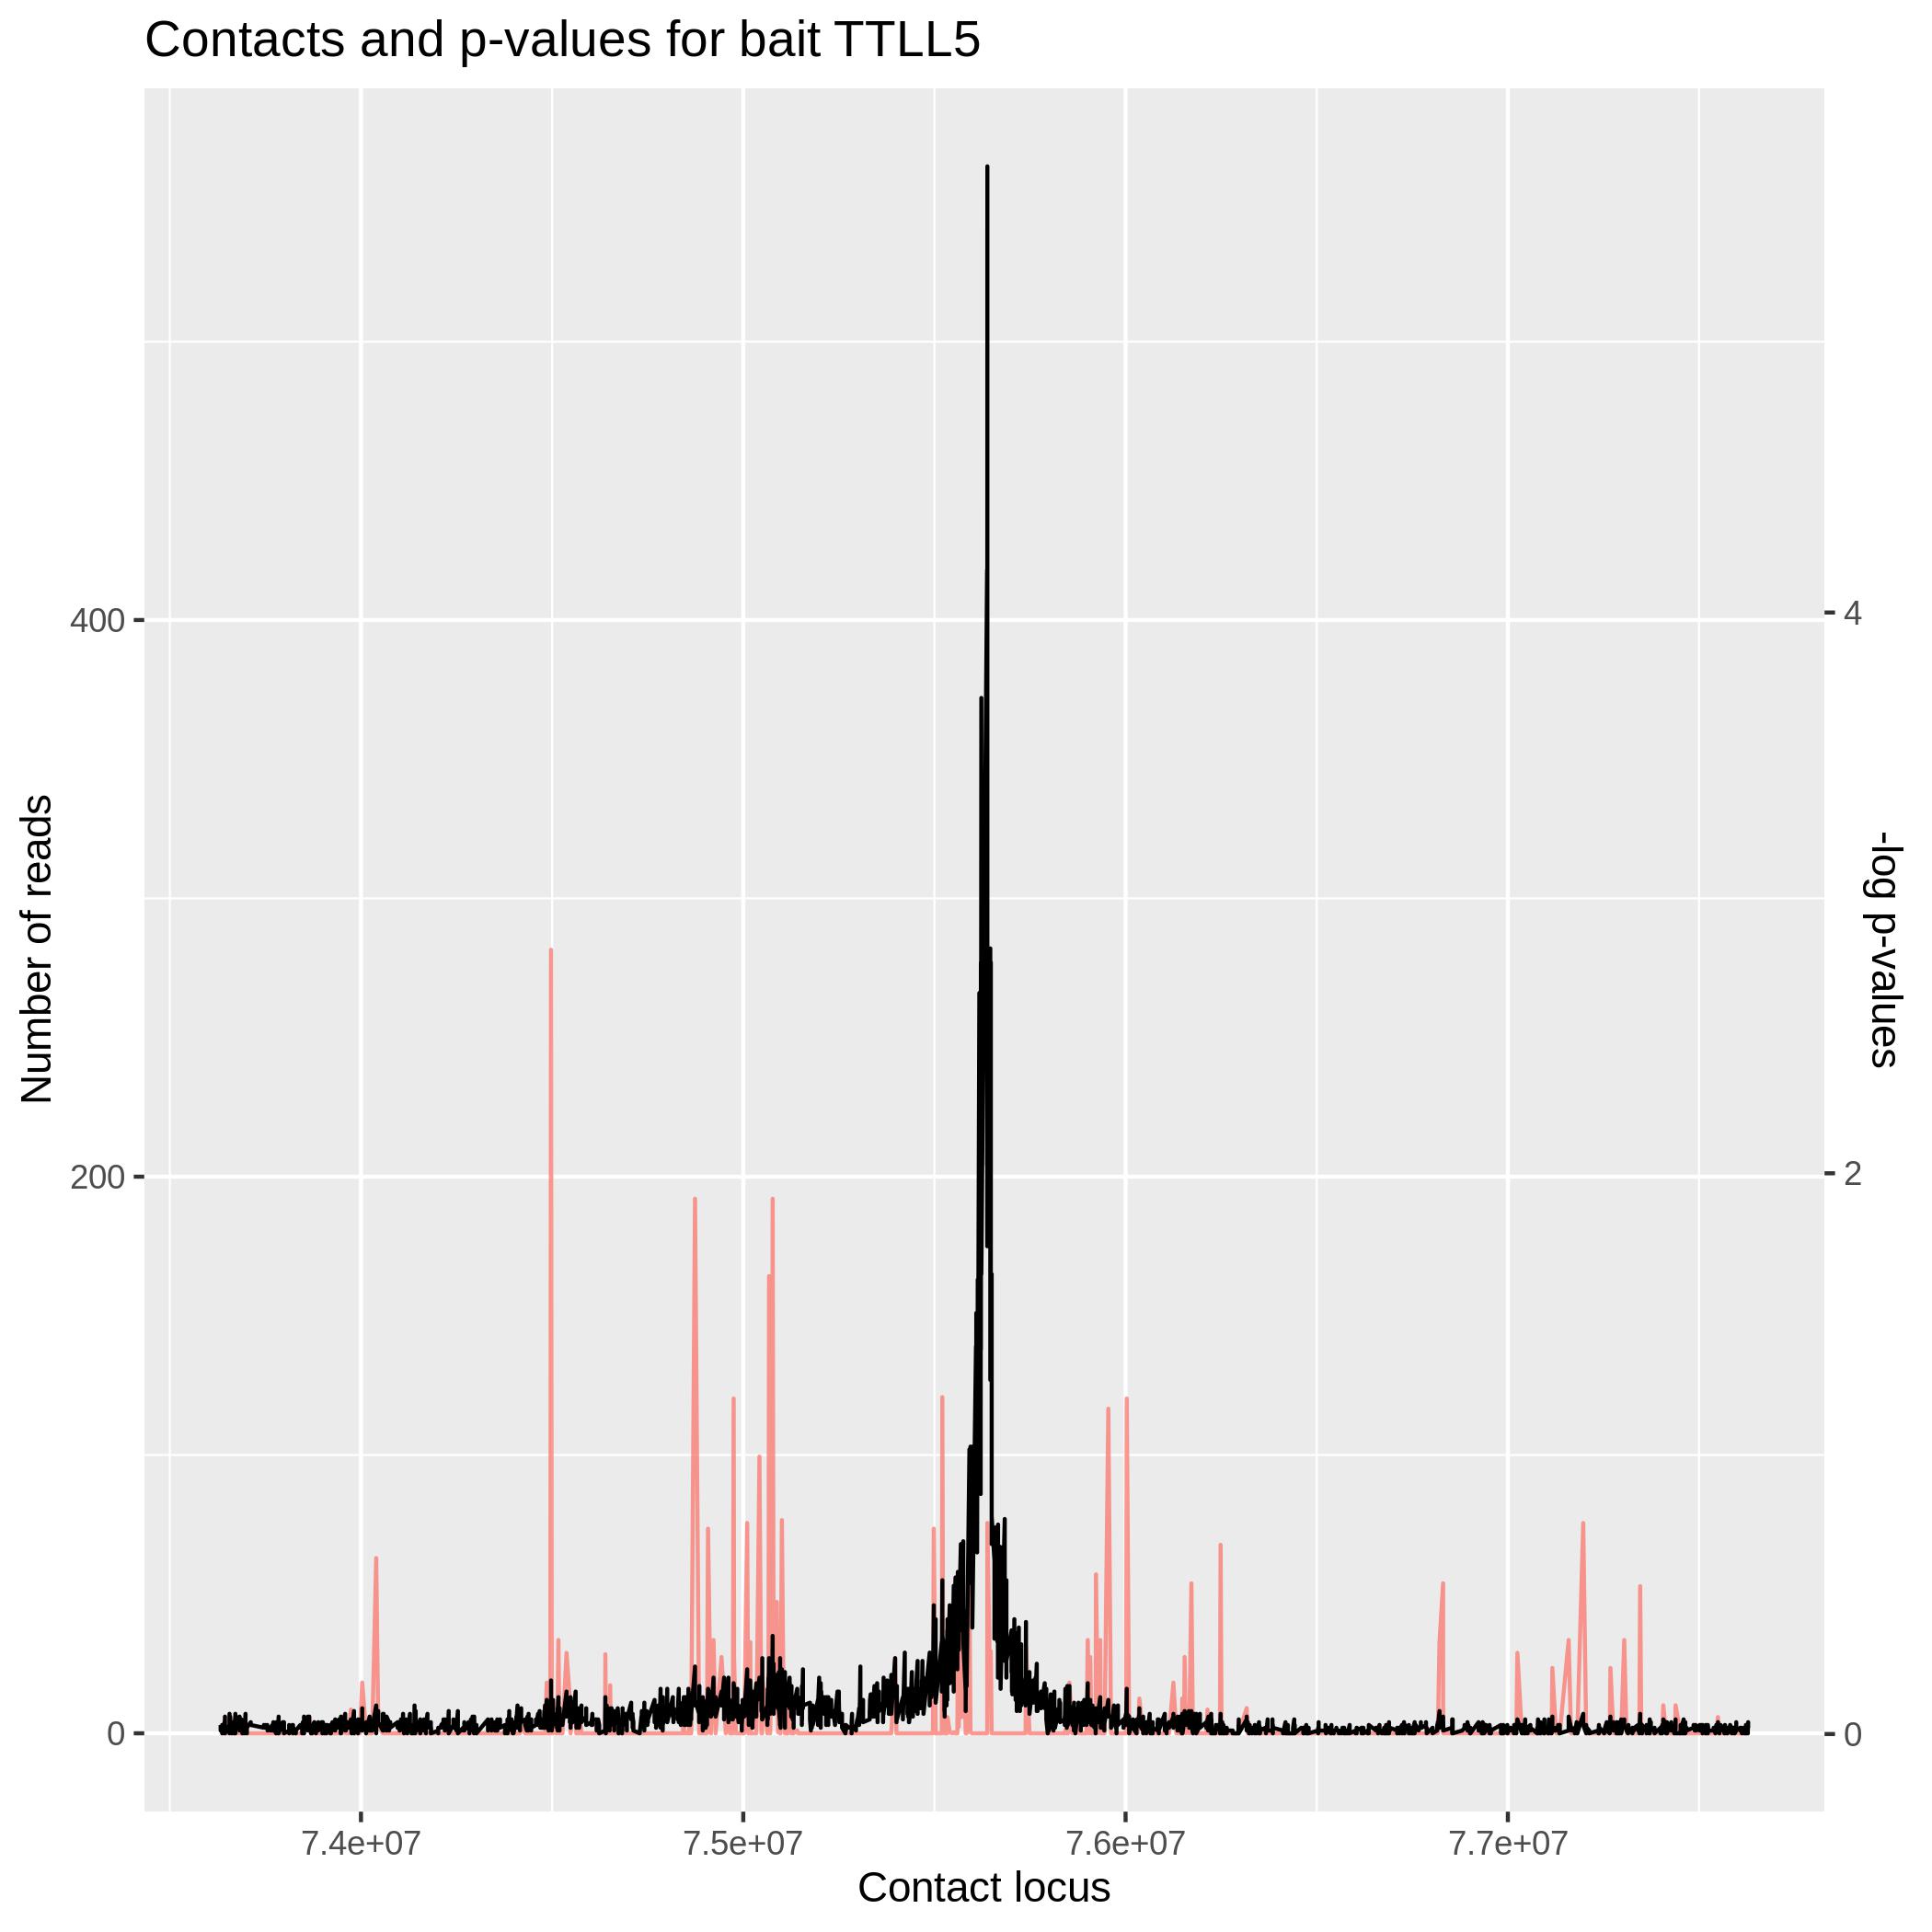 Contacts and p-values for bait TTLL5
Number of reads
400
200
0
4
2
0
-log p-values
7.4e+07
7.5e+07
7.6e+07
7.7e+07
Contact locus